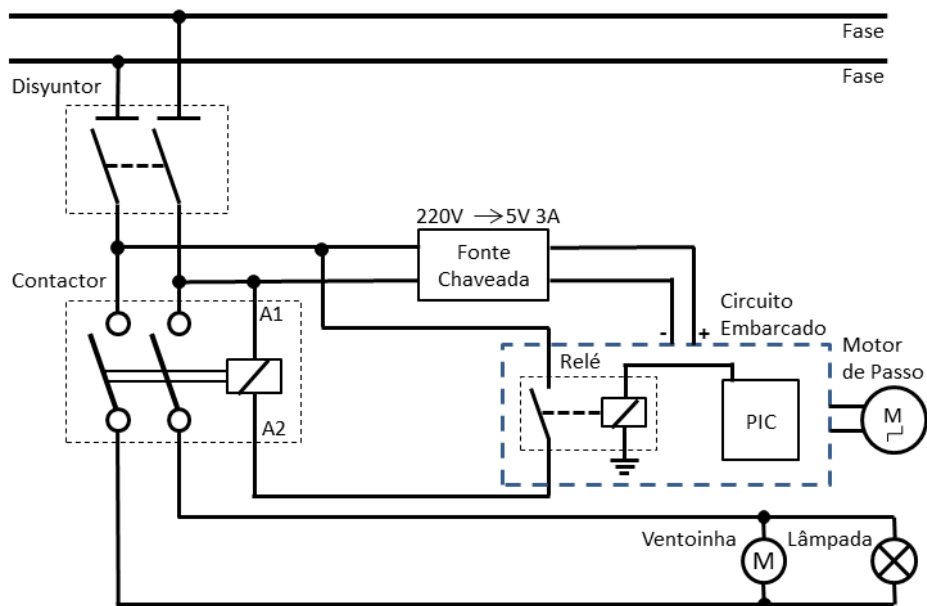 Fase
Fase
Disyuntor
220V →5V 3A
Fonte
Chaveada
Contactor
A1
A2
Circuito
Embarcado
- +
Relé
PIC
Motor
de Passo
M
Ventoinha
M
Lâmpada